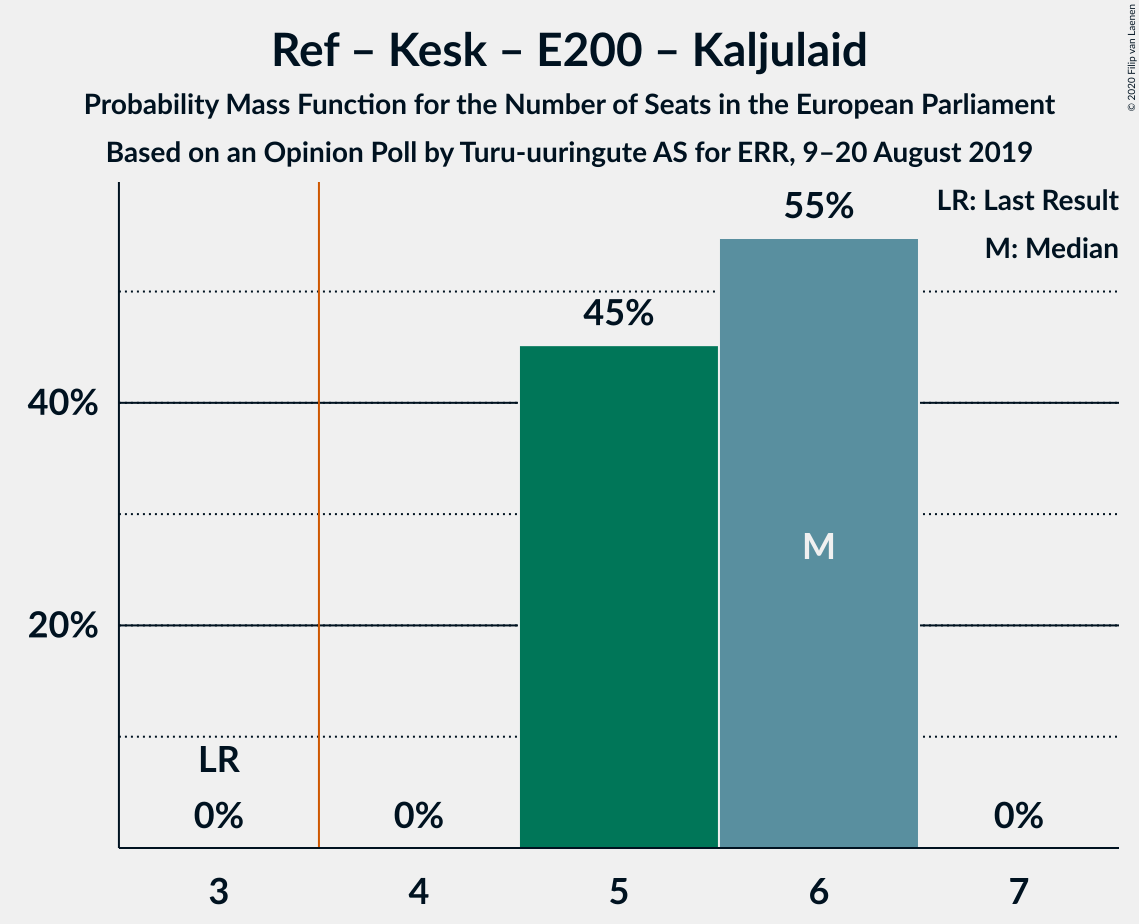 Ref – Kesk – E200 – Kaljulaid
Probability Mass Function for the Number of Seats in the European Parliament
Based on an Opinion Poll by Turu-uuringute AS for ERR, 9–20 August 2019
© 2020 Filip van Laenen
LR: Last Result
M: Median
55%
45%
40%
20%
M
LR
0%
0%
0%
3
4
5
6
7